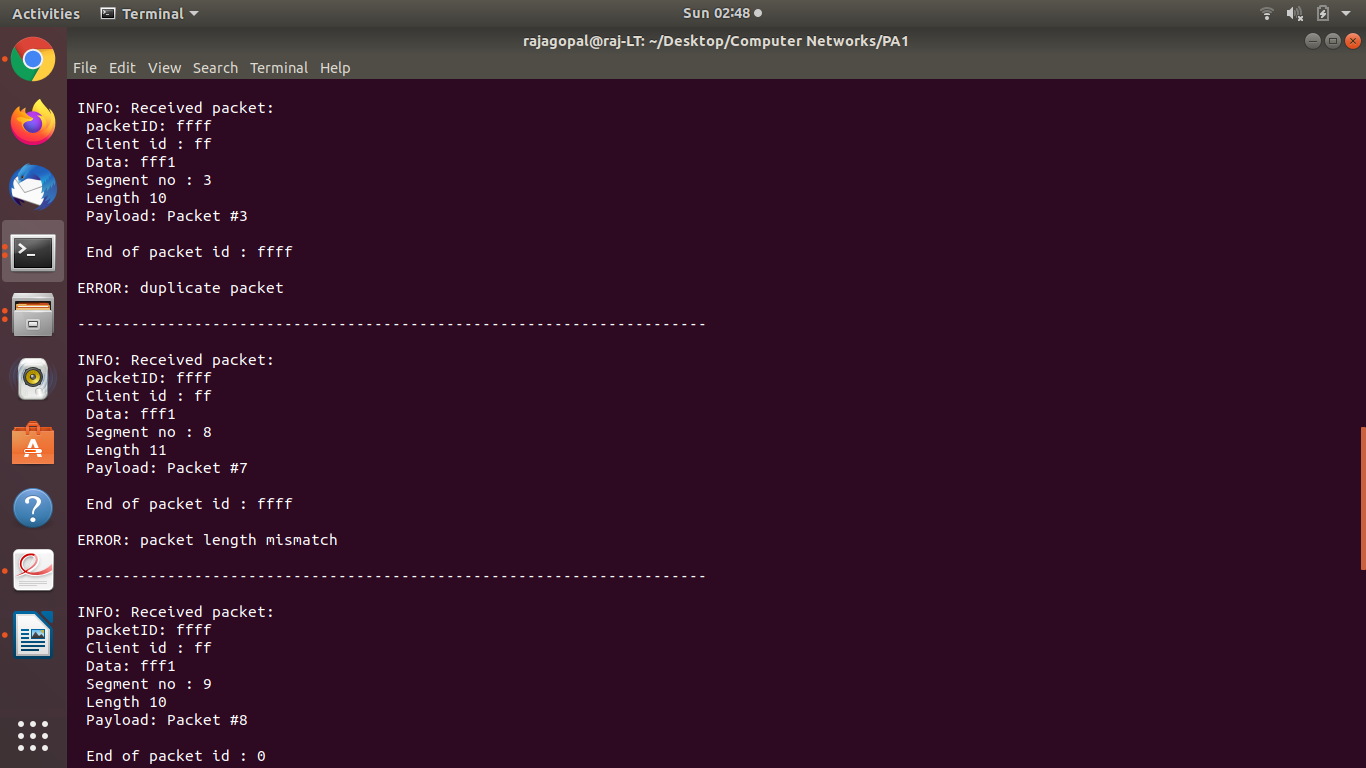 Activities Terminal Sun 02:48
rajagopal@raj-LT: ~/Desktop/Computer Networks/PA1
File Edit View Search Terminal Help
INFO: Received packet:
packetID: ffff
Client id : ff
Data: fff1
Segment no : 3
Length 10
Payload: Packet #3
End of packet id : ffff
ERROR: duplicate packet
----------------------------------------------------------------------
INFO: Received packet:
packetID: ffff
Client id : ff
Data: fff1
Segment no : 8
Length 11
Payload: Packet #7
End of packet id : ffff
ERROR: packet length mismatch
----------------------------------------------------------------------
INFO: Received packet:
packetID: ffff
Client id : ff
Data: fff1
Segment no : 9
Length 10
Payload: Packet #8
End of packet id : 0